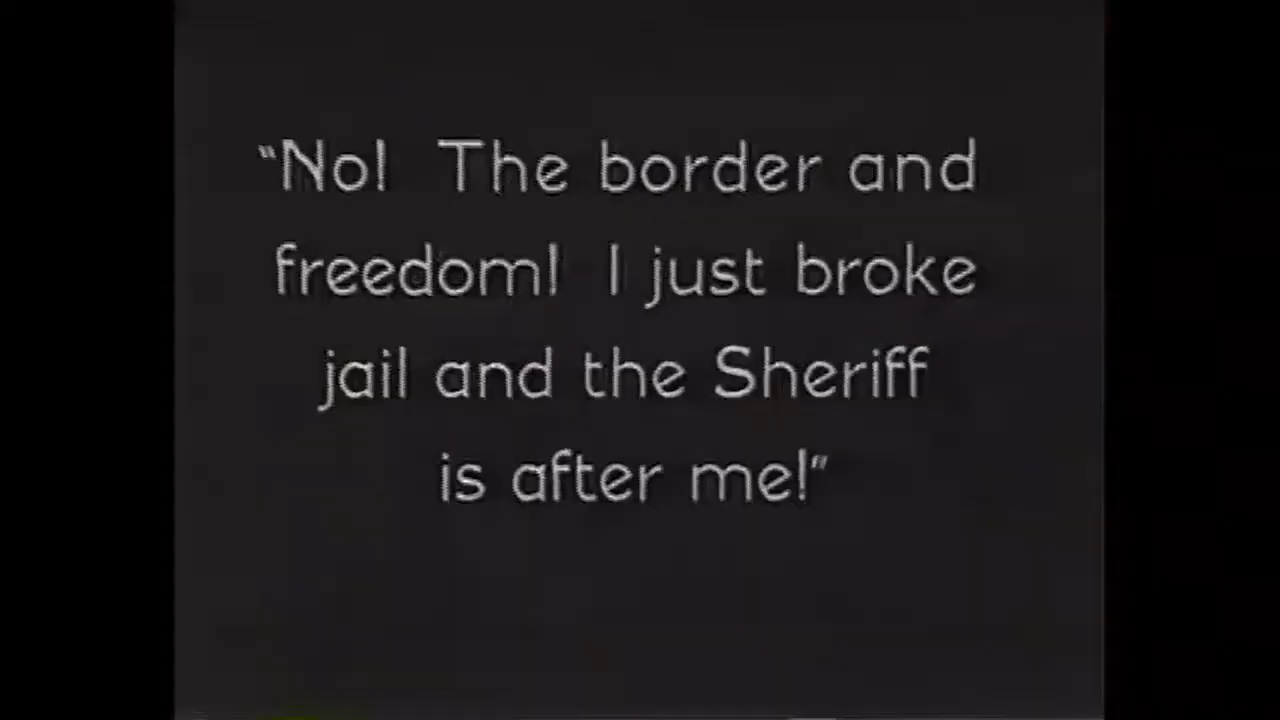 “No! The border and
freedom! I just broke
jail and the Sheriff
is after me!”